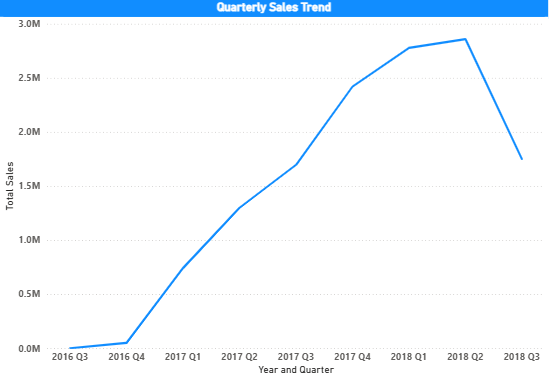 Quarterly Sales Trend
3.0M
2.5M
2.0M
1.5M
1.0M
0.5M
0.0M
Total Sales
2016 Q3 2016 Q4 2017 Q1 2017 Q2 2017 Q3 2017 Q4 2018 Q1 2018 Q2 2018 Q3
Year and Quarter